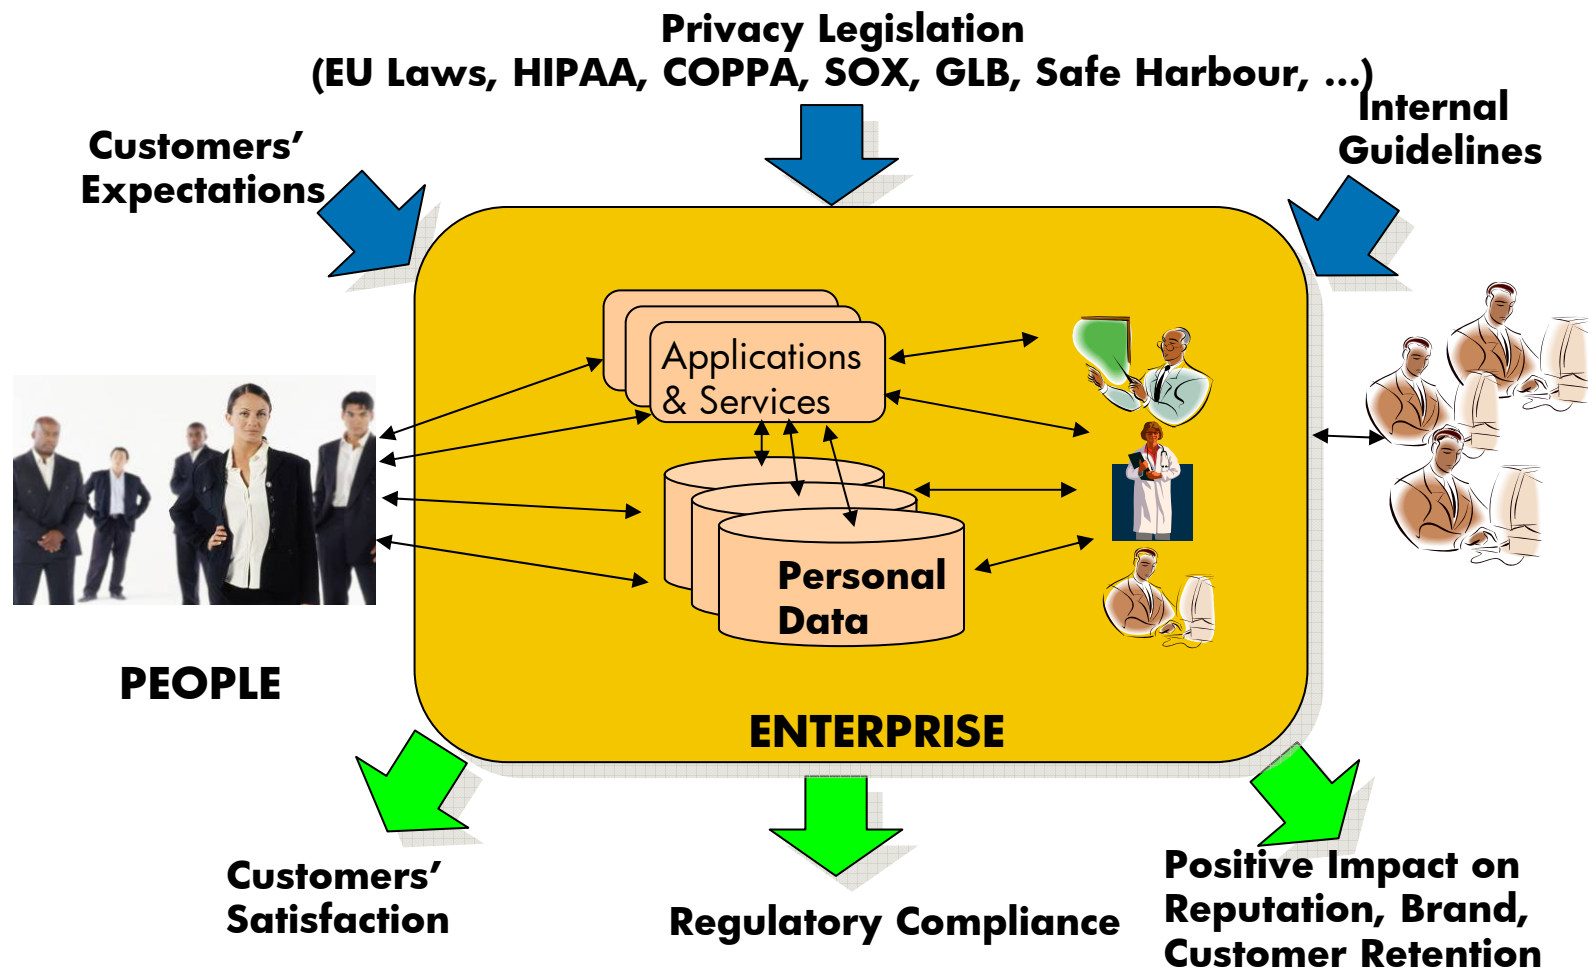 Privacy Legislation
(EU Laws, HIPAA, COPPA, SOX, GLB, Safe Harbour, ...)
Internal
Guidelines
Customers’
Expectations
Applications
& Services
Personal
Data
PEOPLE
ENTERPRISE
Customers’
Satisfaction
Regulatory Compliance
Positive Impact on
Reputation, Brand,
Customer Retention